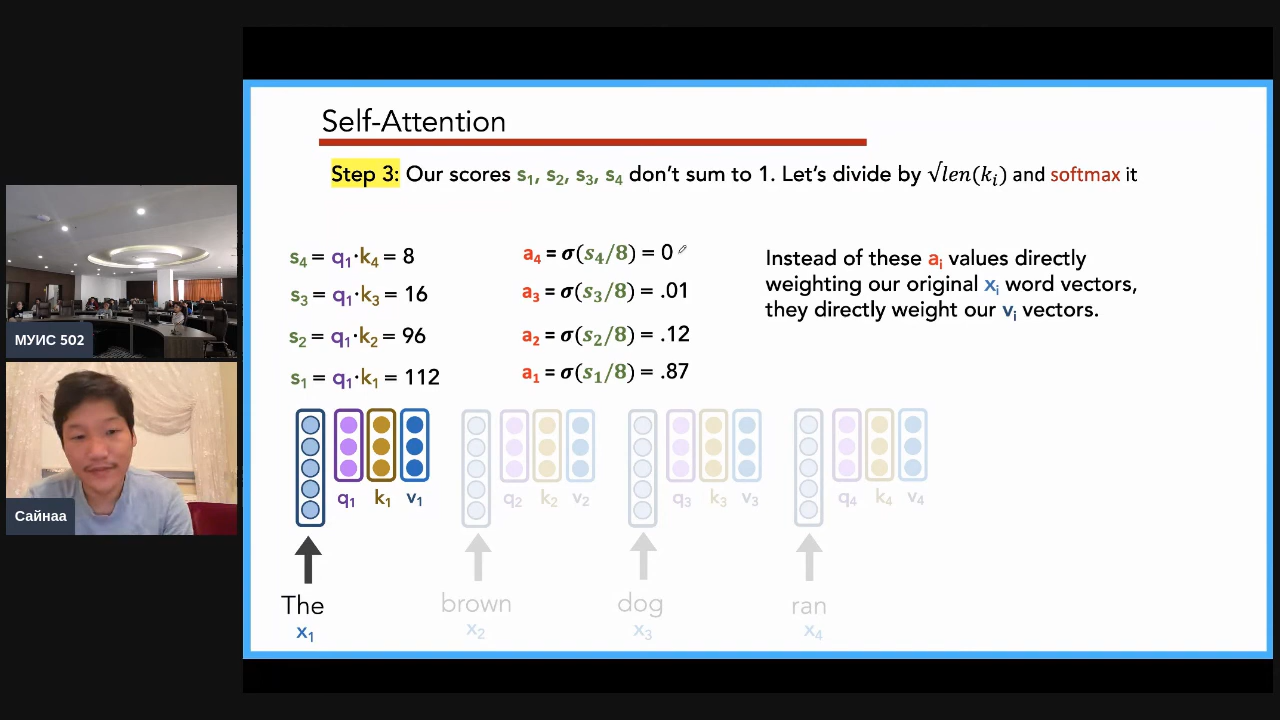 Self-Attention
Step 3: Our scores s₁, s₂, s₃, s₄ don’t sum to 1. Let’s divide by √len(kᵢ) and softmax it
s₄ = q₁·k₄ = 8
s₃ = q₁·k₃ = 16
s₂ = q₁·k₂ = 96
s₁ = q₁·k₁ = 112
a₄ = σ(s₄/8) = 0
a₃ = σ(s₃/8) = .01
a₂ = σ(s₂/8) = .12
a₁ = σ(s₁/8) = .87
Instead of these aᵢ values directly
weighting our original xᵢ word vectors,
they directly weight our vᵢ vectors.
q₁ k₁ v₁ q₂ k₂ v₂ q₃ k₃ v₃ q₄ k₄ v₄
The brown dog ran
x₁ x₂ x₃ x₄
МУИС 502
Сайнаа